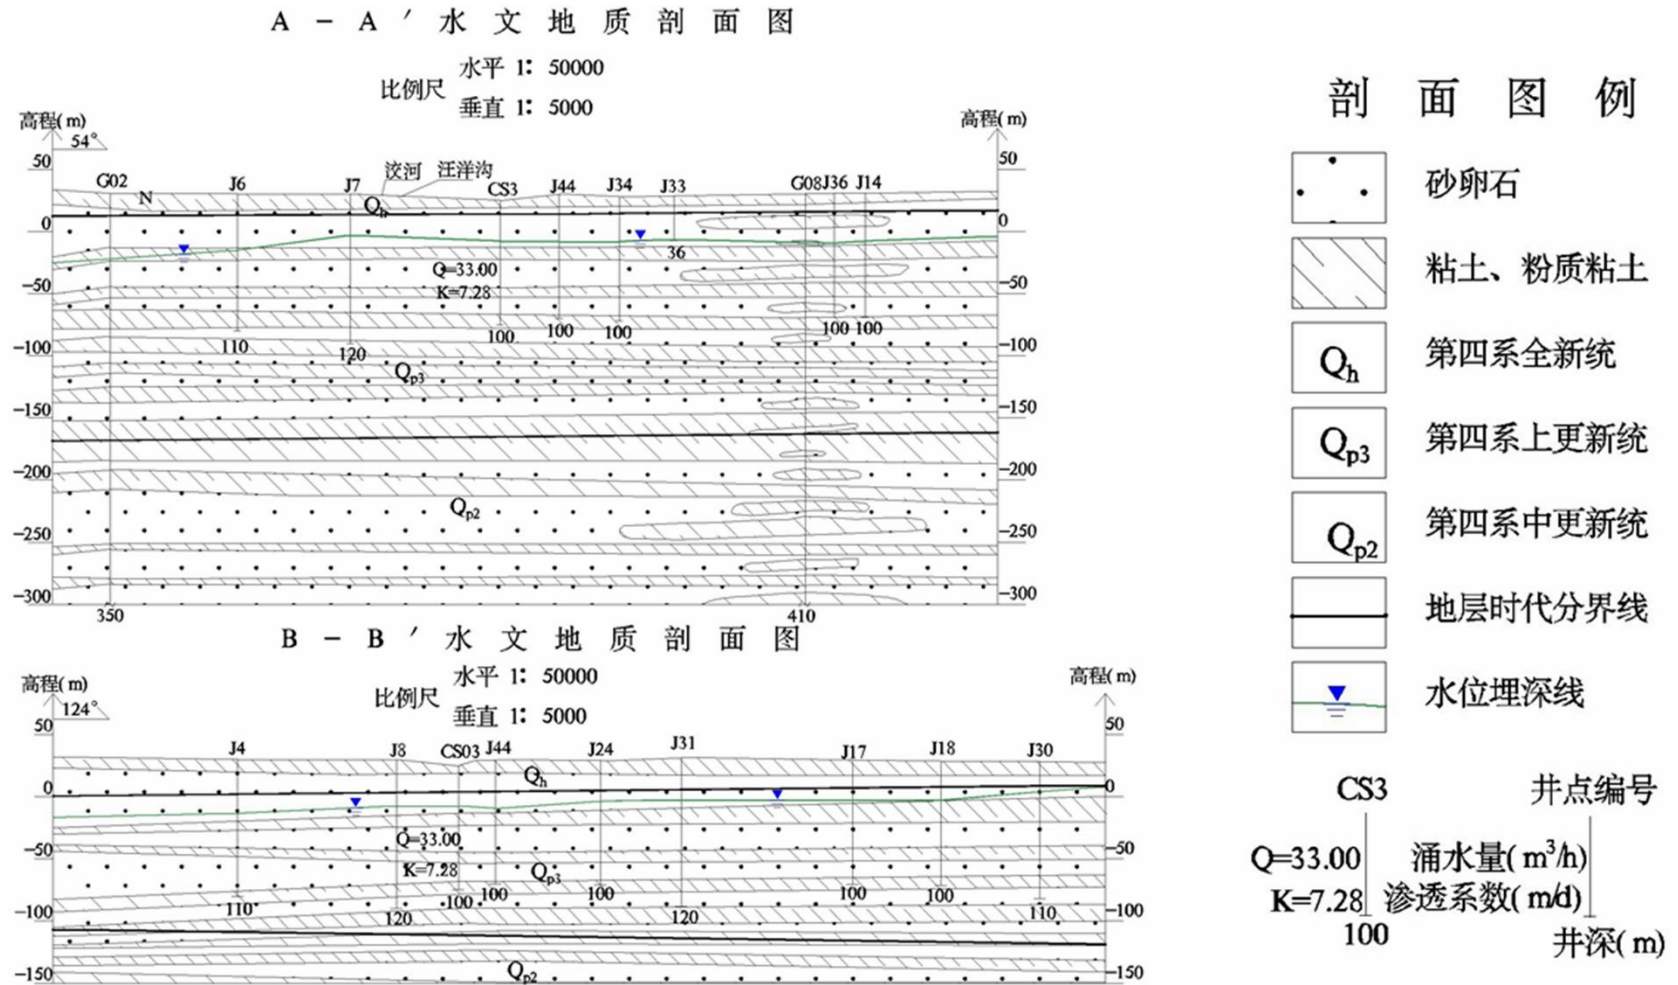 A - A ′ 水 文 地 质 剖 面 图
比例尺
水平 1: 50000
垂直 1: 5000
高程(m)
高程(m)
54°
50
0
-50
-100
-150
-200
-250
-300
50
0
-50
-100
-150
-200
-250
-300
洨河 汪洋沟
G02 N J6 J7 CS3 J44 J34 J33 G08 J36 J14
Qh
36
Q=33.00
K=7.28
110 120 100 100 100 100 100
Qp3
Qp2
350 410
B - B ′ 水 文 地 质 剖 面 图
比例尺
水平 1: 50000
垂直 1: 5000
高程(m)
高程(m)
124°
50
0
-50
-100
-150
50
0
-50
-100
-150
J4 J8 CS03 J44 J24 J31 J17 J18 J30
Qh
Q=33.00
K=7.28
Qp3
110 120 100 100 100 120 100 100 110
Qp2
剖 面 图 例
砂卵石
粘土、粉质粘土
Qh 第四系全新统
Qp3 第四系上更新统
Qp2 第四系中更新统
地层时代分界线
水位埋深线
CS3 井点编号
Q=33.00 涌水量(m³/h)
K=7.28 渗透系数(m/d)
100 井深(m)